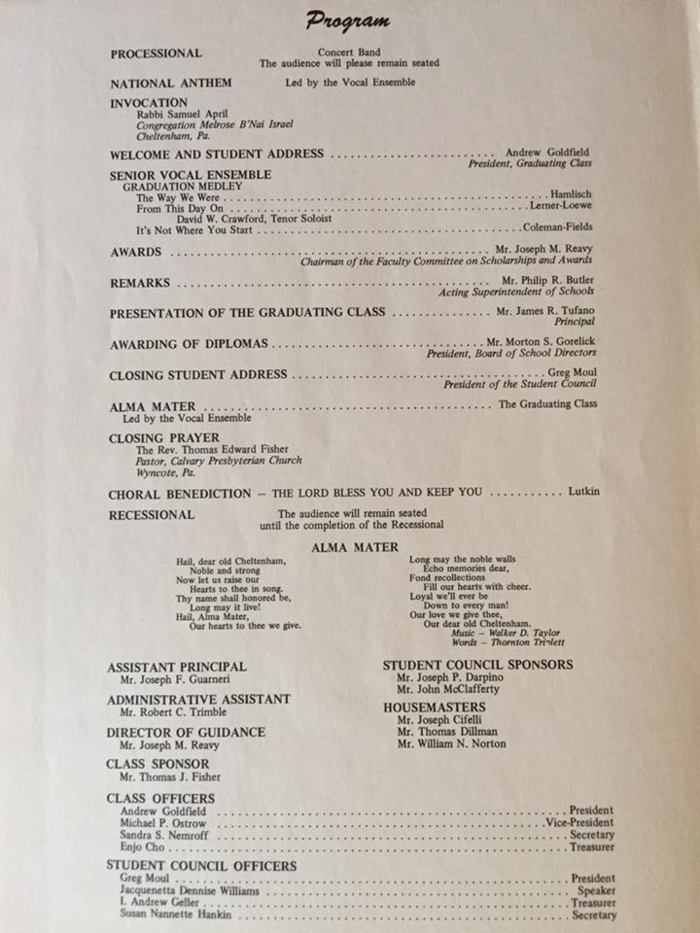 Program
PROCESSIONAL Concert Band
The audience will please remain seated
NATIONAL ANTHEM Led by the Vocal Ensemble
INVOCATION
Rabbi Samuel April
Congregation Melrose B'Nai Israel
Cheltenham, Pa.
WELCOME AND STUDENT ADDRESS ........................ Andrew Goldfield
President, Graduating Class
SENIOR VOCAL ENSEMBLE
GRADUATION MEDLEY
The Way We Were ................................................ Hamlisch
From This Day On ............................................ Lerner-Loewe
David W. Crawford, Tenor Soloist
It's Not Where You Start ...................................... Coleman-Fields
AWARDS .............................................. Mr. Joseph M. Reavy
Chairman of the Faculty Committee on Scholarships and Awards
REMARKS .............................................. Mr. Philip R. Butler
Acting Superintendent of Schools
PRESENTATION OF THE GRADUATING CLASS .............. Mr. James R. Tufano
Principal
AWARDING OF DIPLOMAS .............................. Mr. Morton S. Gorelick
President, Board of School Directors
CLOSING STUDENT ADDRESS .................................... Greg Moul
President of the Student Council
ALMA MATER .......................................... The Graduating Class
Led by the Vocal Ensemble
CLOSING PRAYER
The Rev. Thomas Edward Fisher
Pastor, Calvary Presbyterian Church
Wyncote, Pa.
CHORAL BENEDICTION — THE LORD BLESS YOU AND KEEP YOU ........... Lutkin
RECESSIONAL The audience will remain seated
until the completion of the Recessional
ALMA MATER
Hail, dear old Cheltenham,
Noble and strong
Now let us raise our
Hearts to thee in song.
Thy name shall honored be,
Long may it live!
Hail, Alma Mater,
Our hearts to thee we give.
Long may the noble walls
Echo memories dear,
Fond recollections
Fill our hearts with cheer.
Loyal we'll ever be
Down to every man!
Our love we give thee,
Our dear old Cheltenham.
Music — Walker D. Taylor
Words — Thornton
ASSISTANT PRINCIPAL
Mr. Joseph F. Guarneri
ADMINISTRATIVE ASSISTANT
Mr. Robert C. Trimble
DIRECTOR OF GUIDANCE
Mr. Joseph M. Reavy
CLASS SPONSOR
Mr. Thomas J. Fisher
STUDENT COUNCIL SPONSORS
Mr. Joseph P. Darpino
Mr. John McClafferty
HOUSEMASTERS
Mr. Joseph Cifelli
Mr. Thomas Dillman
Mr. William N. Norton
CLASS OFFICERS
Andrew Goldfield ................................................ President
Michael P. Ostrow ............................................ Vice-President
Sandra S. Nemroff ................................................ Secretary
Enjo Cho ........................................................ Treasurer
STUDENT COUNCIL OFFICERS
Greg Moul ...................................................... President
Jacquenetta Dennise Williams ...................................... Speaker
I. Andrew Geller ................................................ Treasurer
Susan Nannette Hankin ............................................ Secretary